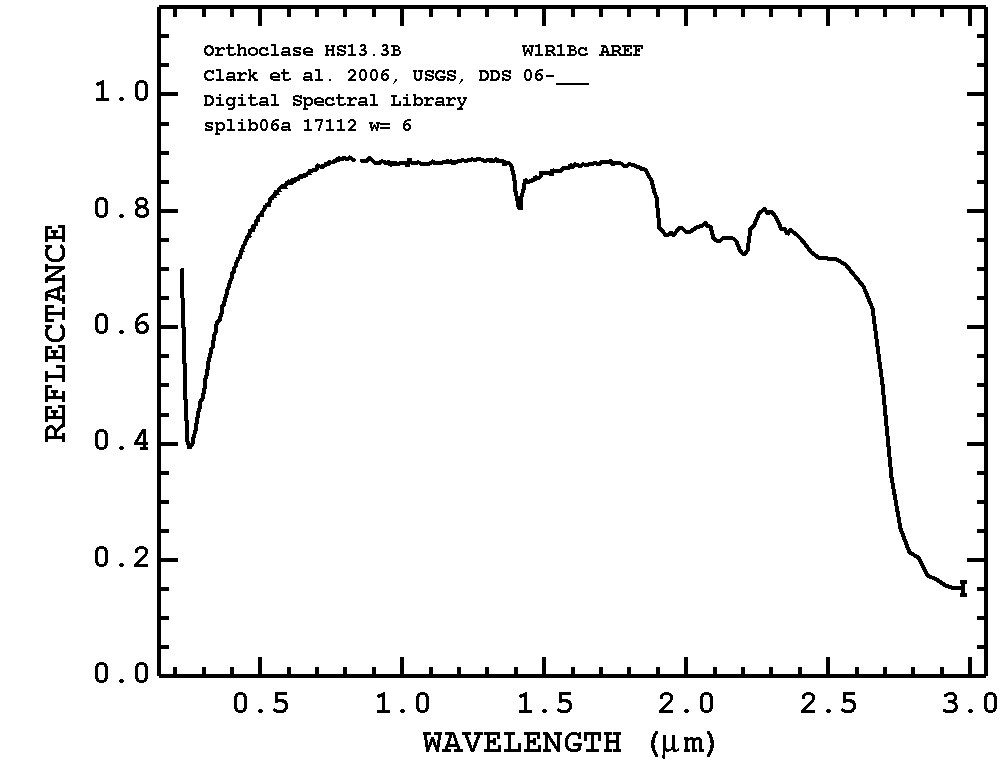 Orthoclase HS13.3B W1R1Bc AREF
Clark et al. 2006, USGS, DDS 06-___
Digital Spectral Library
splib06a 17112 w= 6
1.0
0.8
0.6
0.4
0.2
0.0
REFLECTANCE
0.5 1.0 1.5 2.0 2.5 3.0
WAVELENGTH (μm)